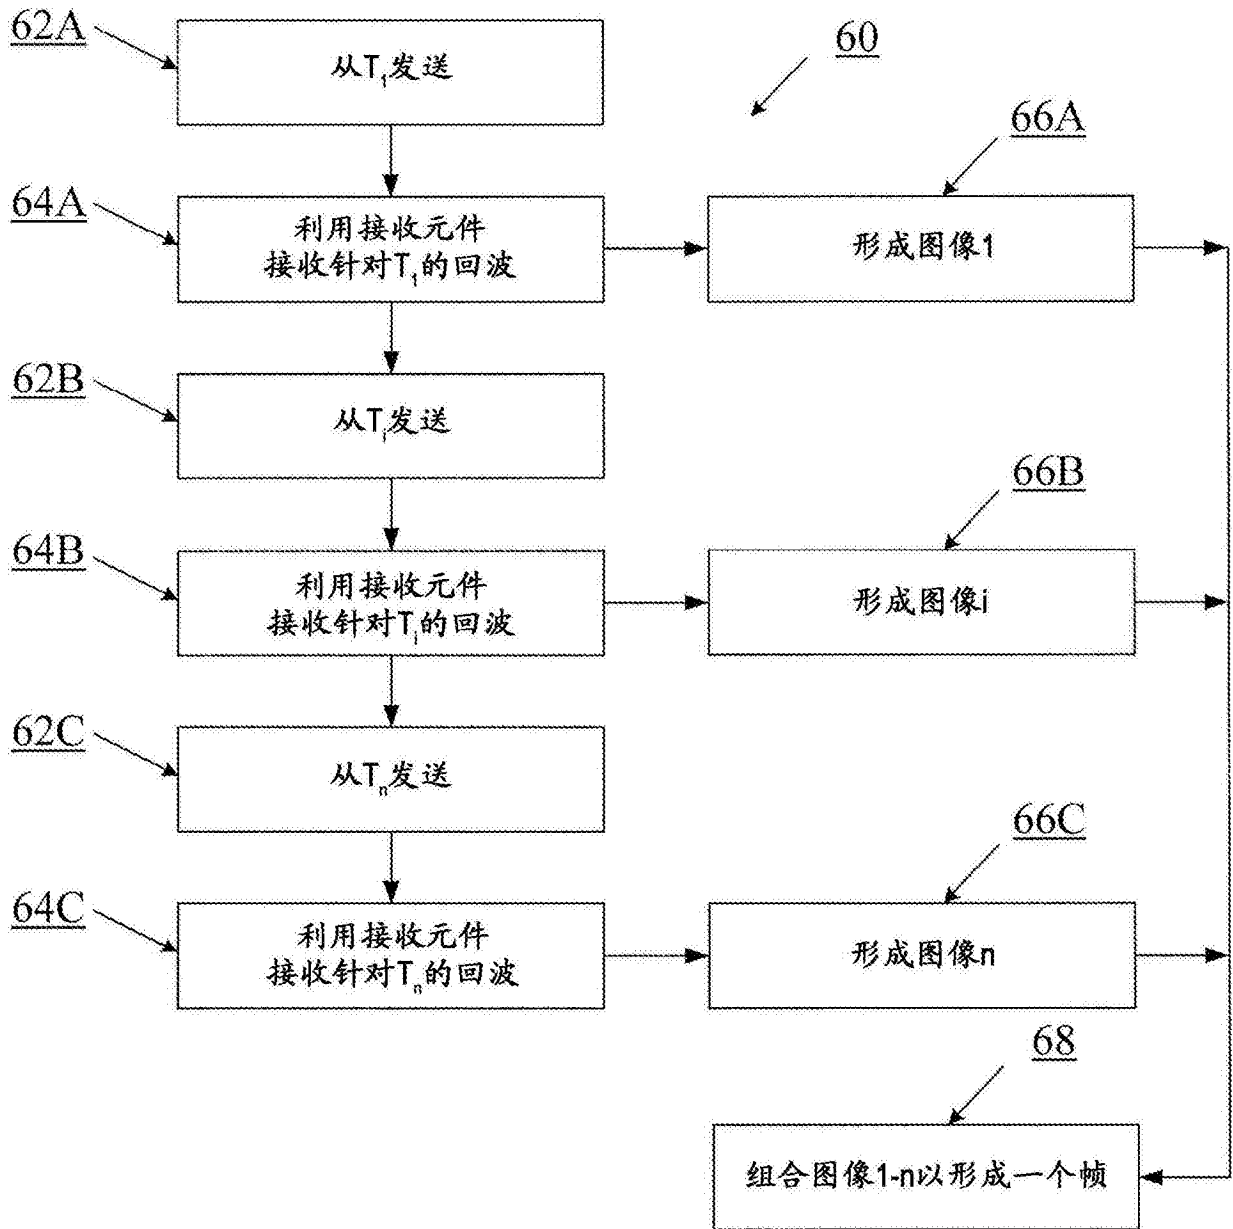 62A
从T₁发送
60
66A
64A
利用接收元件
接收针对T₁的回波
形成图像1
62B
从Tᵢ发送
66B
64B
利用接收元件
接收针对Tᵢ的回波
形成图像i
62C
从Tₙ发送
66C
64C
利用接收元件
接收针对Tₙ的回波
形成图像n
68
组合图像1-n以形成一个帧